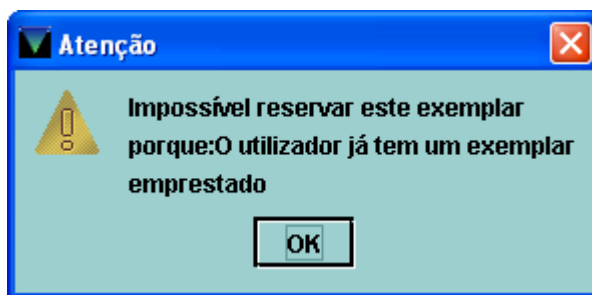 Atenção
Impossível reservar este exemplar
porque:O utilizador já tem um exemplar
emprestado
OK